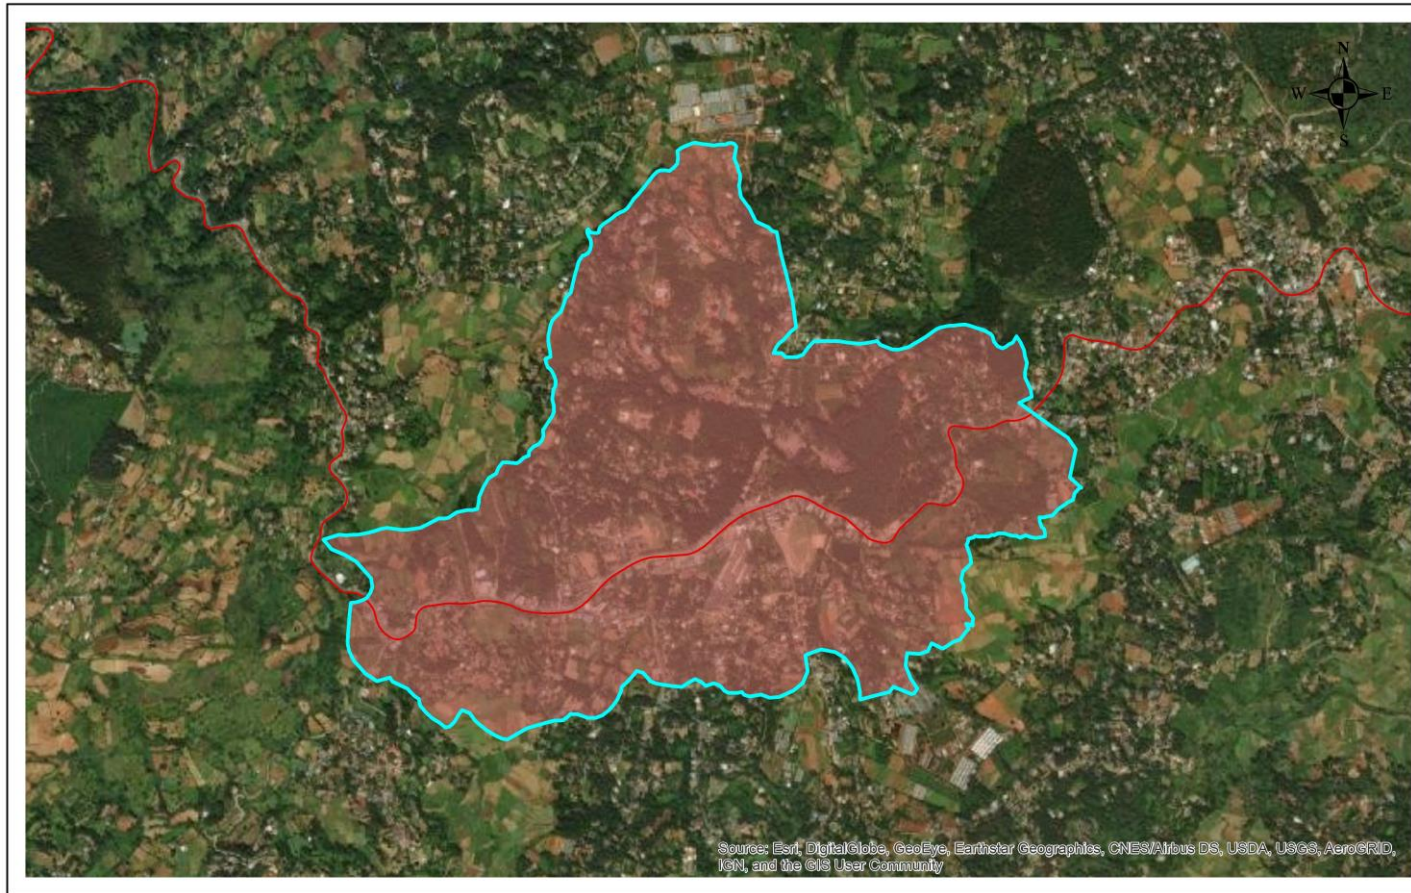 N
W E
S
Source: Esri, DigitalGlobe, GeoEye, Earthstar Geographics, CNES/Airbus DS, USDA, USGS, AeroGRID,
IGN, and the GIS User Community